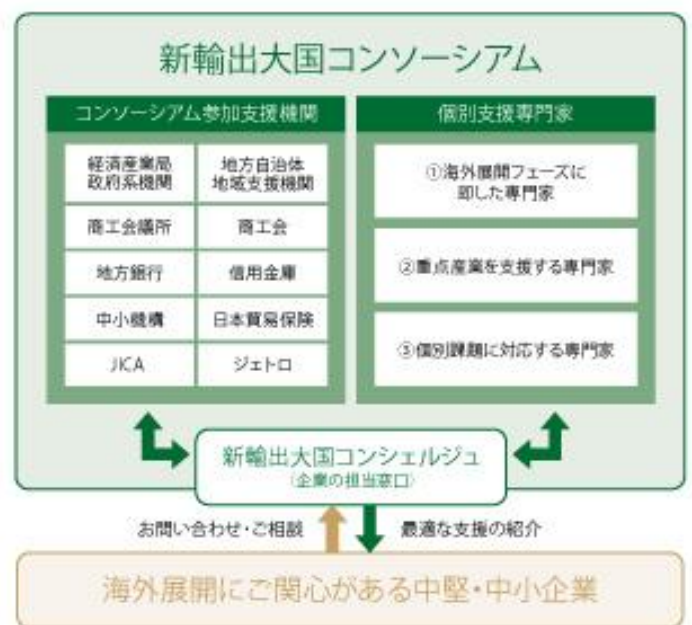 新輸出大国コンソーシアム
コンソーシアム参加支援機関
経済産業局
政府系機関
地方自治体
地域支援機関
商工会議所
商工会
地方銀行
信用金庫
中小機構
日本貿易保険
JICA
ジェトロ
個別支援専門家
①海外展開フェーズに
即した専門家
②重点産業を支援する専門家
③個別課題に対応する専門家
新輸出大国コンシェルジュ
（企業の担当窓口）
お問い合わせ・ご相談
最適な支援の紹介
海外展開にご関心がある中堅・中小企業